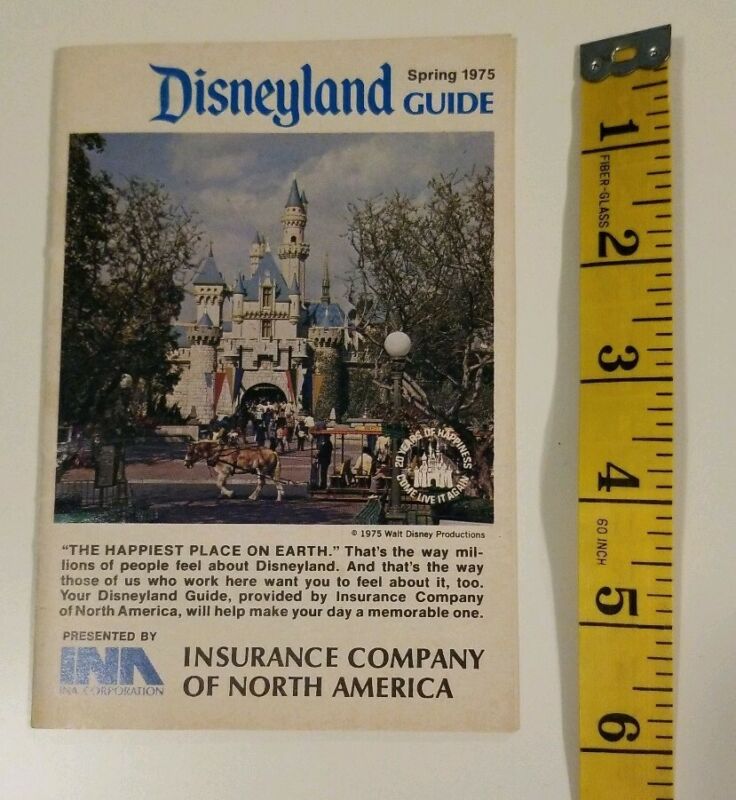 Spring 1975
Disneyland GUIDE
20 YEARS OF HAPPINESS
COME LIVE IT AGAIN
© 1975 Walt Disney Productions
"THE HAPPIEST PLACE ON EARTH." That's the way mil-
lions of people feel about Disneyland. And that's the way
those of us who work here want you to feel about it, too.
Your Disneyland Guide, provided by Insurance Company
of North America, will help make your day a memorable one.
PRESENTED BY
INA
INA CORPORATION
INSURANCE COMPANY
OF NORTH AMERICA
1
FIBER-GLASS
2
3
4
60 INCH
5
6